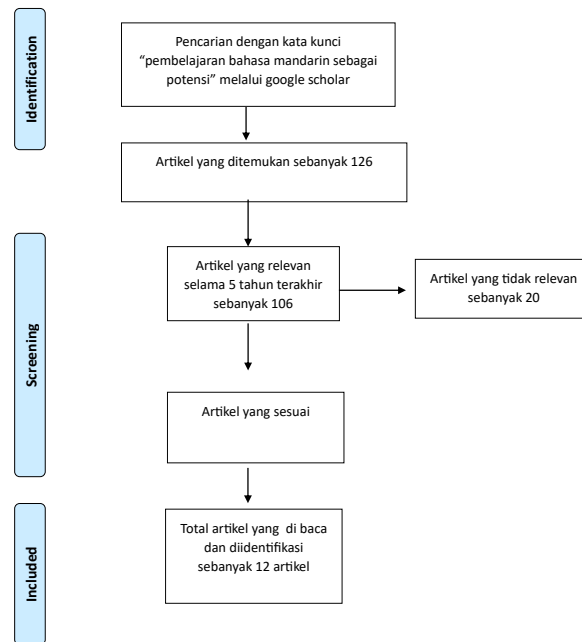 Identification
Pencarian dengan kata kunci
“pembelajaran bahasa mandarin sebagai
potensi” melalui google scholar
Artikel yang ditemukan sebanyak 126
Screening
Artikel yang relevan
selama 5 tahun terakhir
sebanyak 106
Artikel yang tidak relevan
sebanyak 20
Artikel yang sesuai
Included
Total artikel yang di baca
dan diidentifikasi
sebanyak 12 artikel